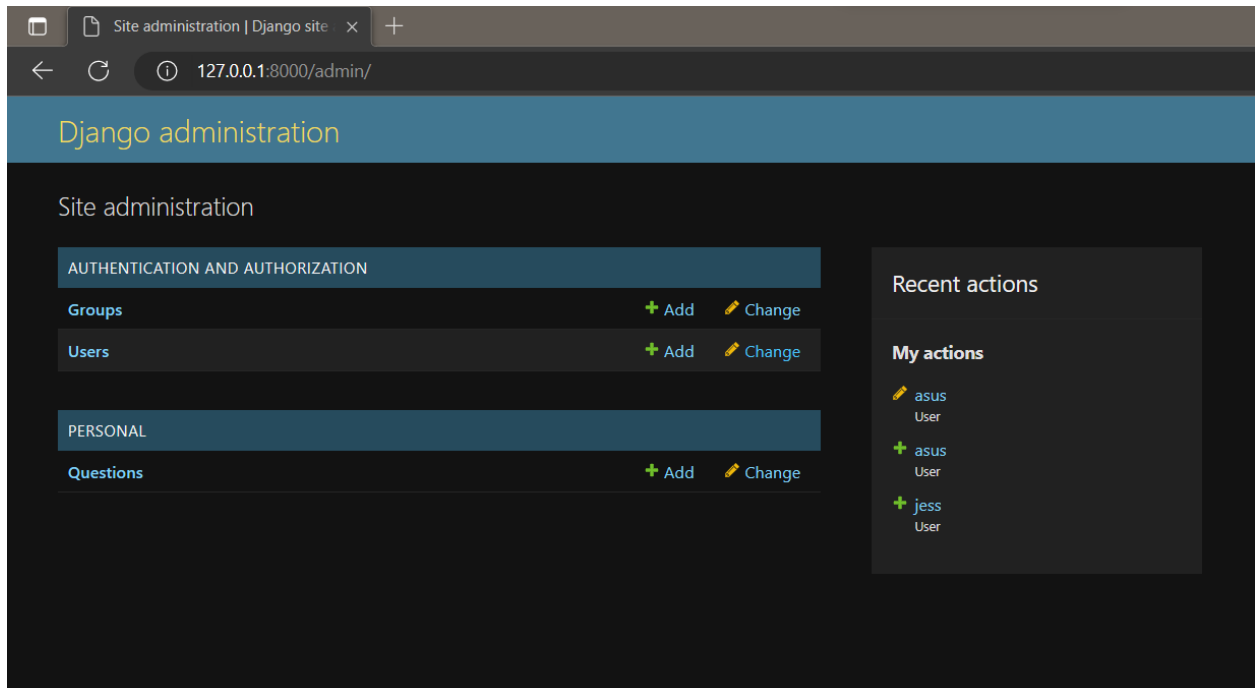 Site administration | Django site
127.0.0.1:8000/admin/
Django administration
Site administration
AUTHENTICATION AND AUTHORIZATION
Groups Add Change
Users Add Change
PERSONAL
Questions Add Change
Recent actions
My actions
asus
User
asus
User
jess
User